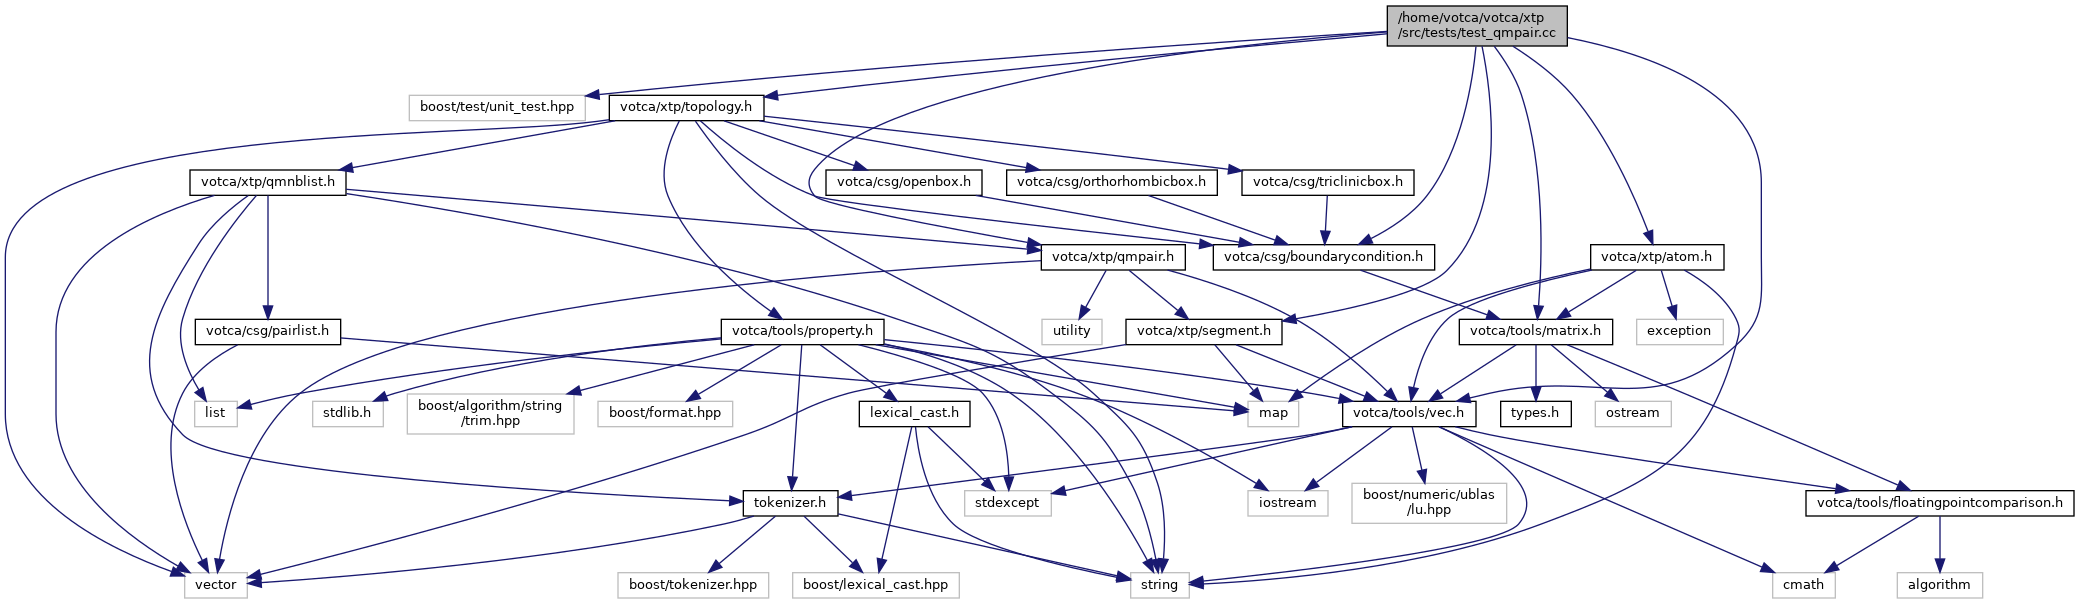 /home/votca/votca/xtp
/src/tests/test_qmpair.cc
boost/test/unit_test.hpp
votca/xtp/topology.h
votca/xtp/qmnblist.h
votca/csg/openbox.h
votca/csg/orthorhombicbox.h
votca/csg/triclinicbox.h
votca/xtp/qmpair.h
votca/csg/boundarycondition.h
votca/xtp/atom.h
votca/csg/pairlist.h
votca/tools/property.h
utility
votca/xtp/segment.h
votca/tools/matrix.h
exception
list
stdlib.h
boost/algorithm/string
/trim.hpp
boost/format.hpp
lexical_cast.h
map
votca/tools/vec.h
types.h
ostream
tokenizer.h
stdexcept
iostream
boost/numeric/ublas
/lu.hpp
votca/tools/floatingpointcomparison.h
vector
boost/tokenizer.hpp
boost/lexical_cast.hpp
string
cmath
algorithm